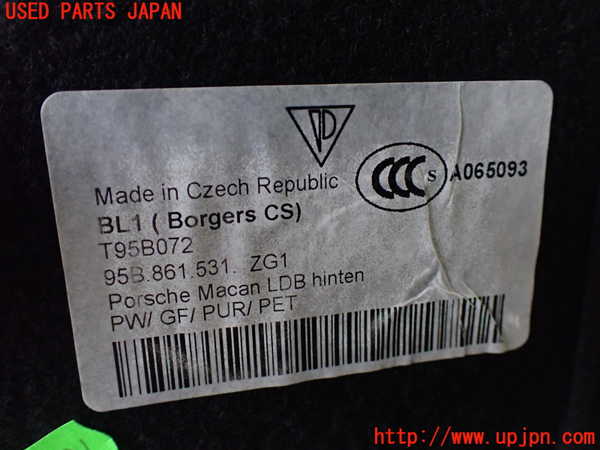 USED PARTS JAPAN
Made in Czech Republic
CCC S A065093
BL1 ( Borgers CS)
T95B072
95B.861.531. ZG1
Porsche Macan LDB hinten
PW/ GF/ PUR/ PET
http://www.upjpn.com/